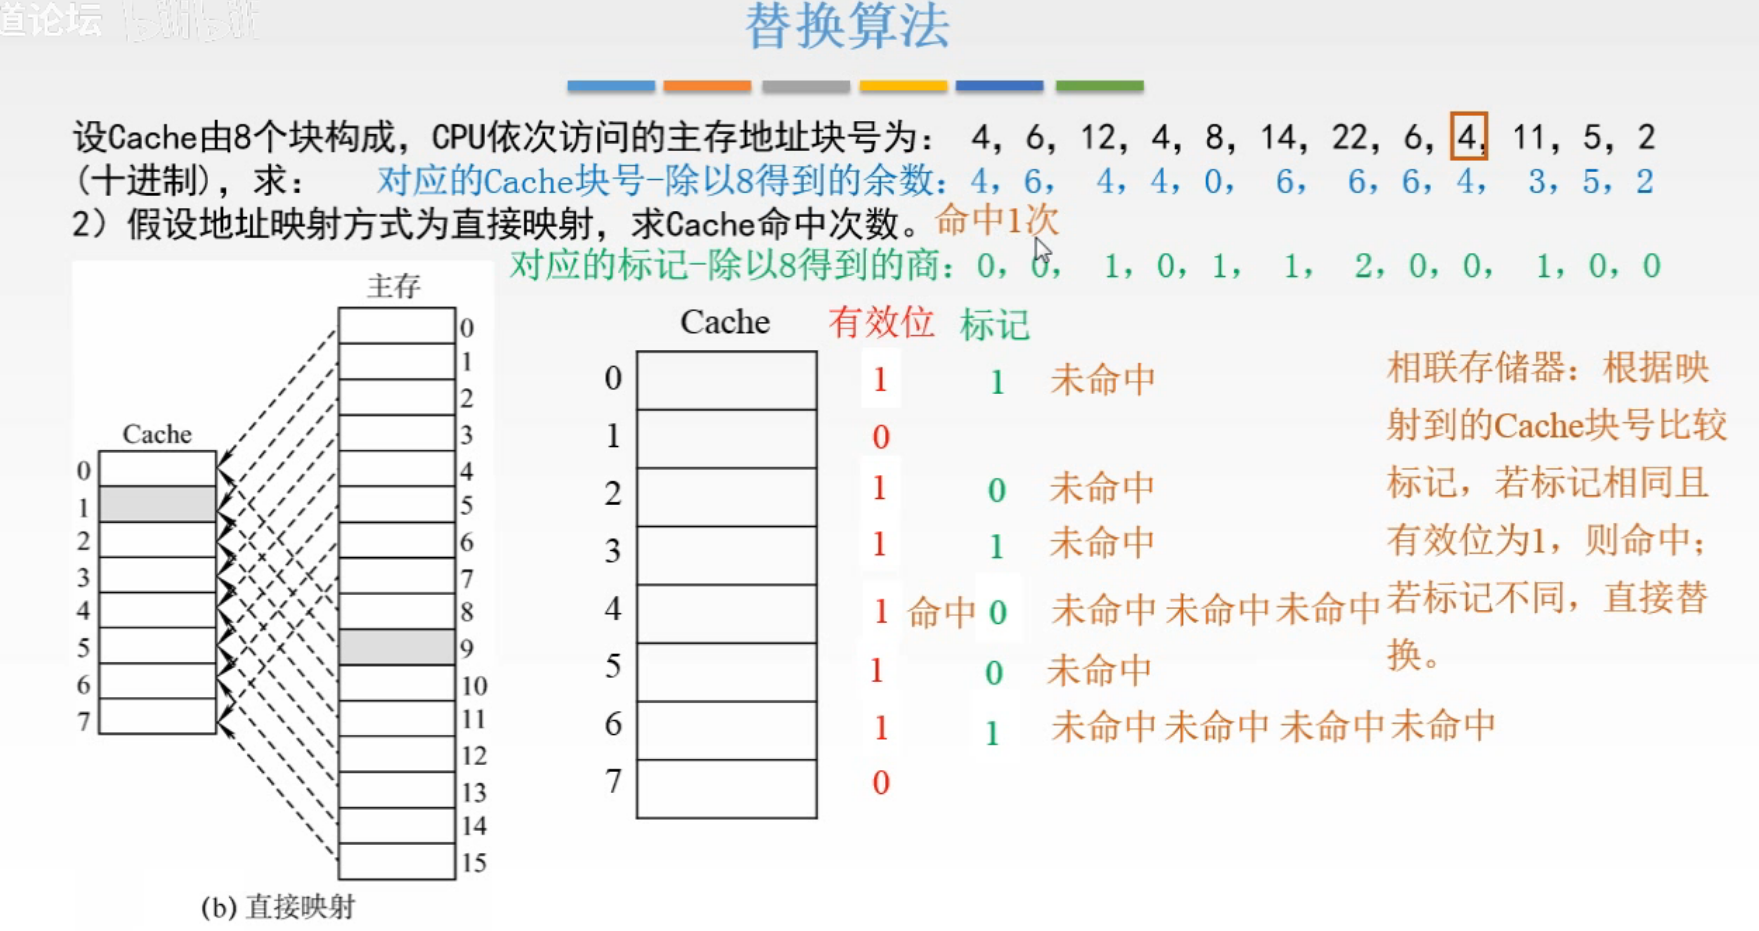 道论坛 bilibili
替换算法
设Cache由8个块构成，CPU依次访问的主存地址块号为： 4，6，12，4，8，14，22，6，4，11，5，2
(十进制)，求： 对应的Cache块号-除以8得到的余数：4，6，4，4，0，6，6，6，4，3，5，2
2）假设地址映射方式为直接映射，求Cache命中次数。命中1次
对应的标记-除以8得到的商：0，0，1，0，1，1，2，0，0，1，0，0
主存
0
1
2
3
4
5
6
7
8
9
10
11
12
13
14
15
Cache
0
1
2
3
4
5
6
7
(b) 直接映射
Cache 有效位 标记
0 1 1 未命中
1 0
2 1 0 未命中
3 1 1 未命中
4 1 命中 0 未命中 未命中 未命中
5 1 0 未命中
6 1 1 未命中 未命中 未命中 未命中
7 0
相联存储器：根据映
射到的Cache块号比较
标记，若标记相同且
有效位为1，则命中；
若标记不同，直接替
换。